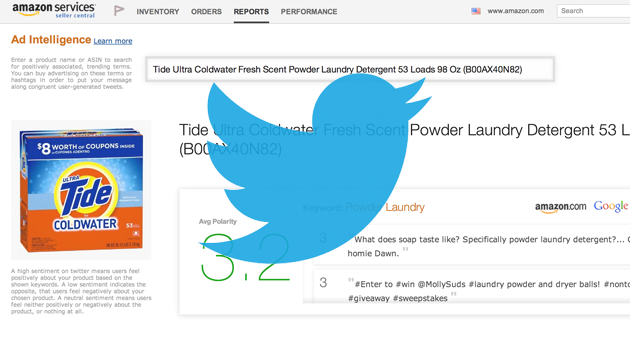 amazon services
seller central
INVENTORY ORDERS REPORTS PERFORMANCE
www.amazon.com
Search
Ad Intelligence Learn more
Enter a product name or ASIN to search
for positively associated, trending terms.
You can buy advertising on these terms or
hashtags in order to put your message
along congruent user-generated tweets.
Tide Ultra Coldwater Fresh Scent Powder Laundry Detergent 53 Loads 98 Oz (B00AX40N82)
Tide Ultra Coldwater Fresh Scent Powder Laundry Detergent 53 L
(B00AX40N82)
$8 WORTH OF COUPONS INSIDE
ULTRA
Tide
COLDWATER
53
Keyword: Powder Laundry
amazon.com Google
Avg Polarity
3.2
3
What does soap taste like? Specifically powder laundry detergent?... C
homie Dawn. "
3
"#Enter to #win @MollySuds #laundry powder and dryer balls! #nonto
#giveaway #sweepstakes "
A high sentiment on twitter means users feel
positively about your product based on the
shown keywords. A low sentiment indicates the
opposite, that users feel negatively about your
chosen product. A neutral sentiment means users
feel neither positively or negatively about the
product, or nothing at all.